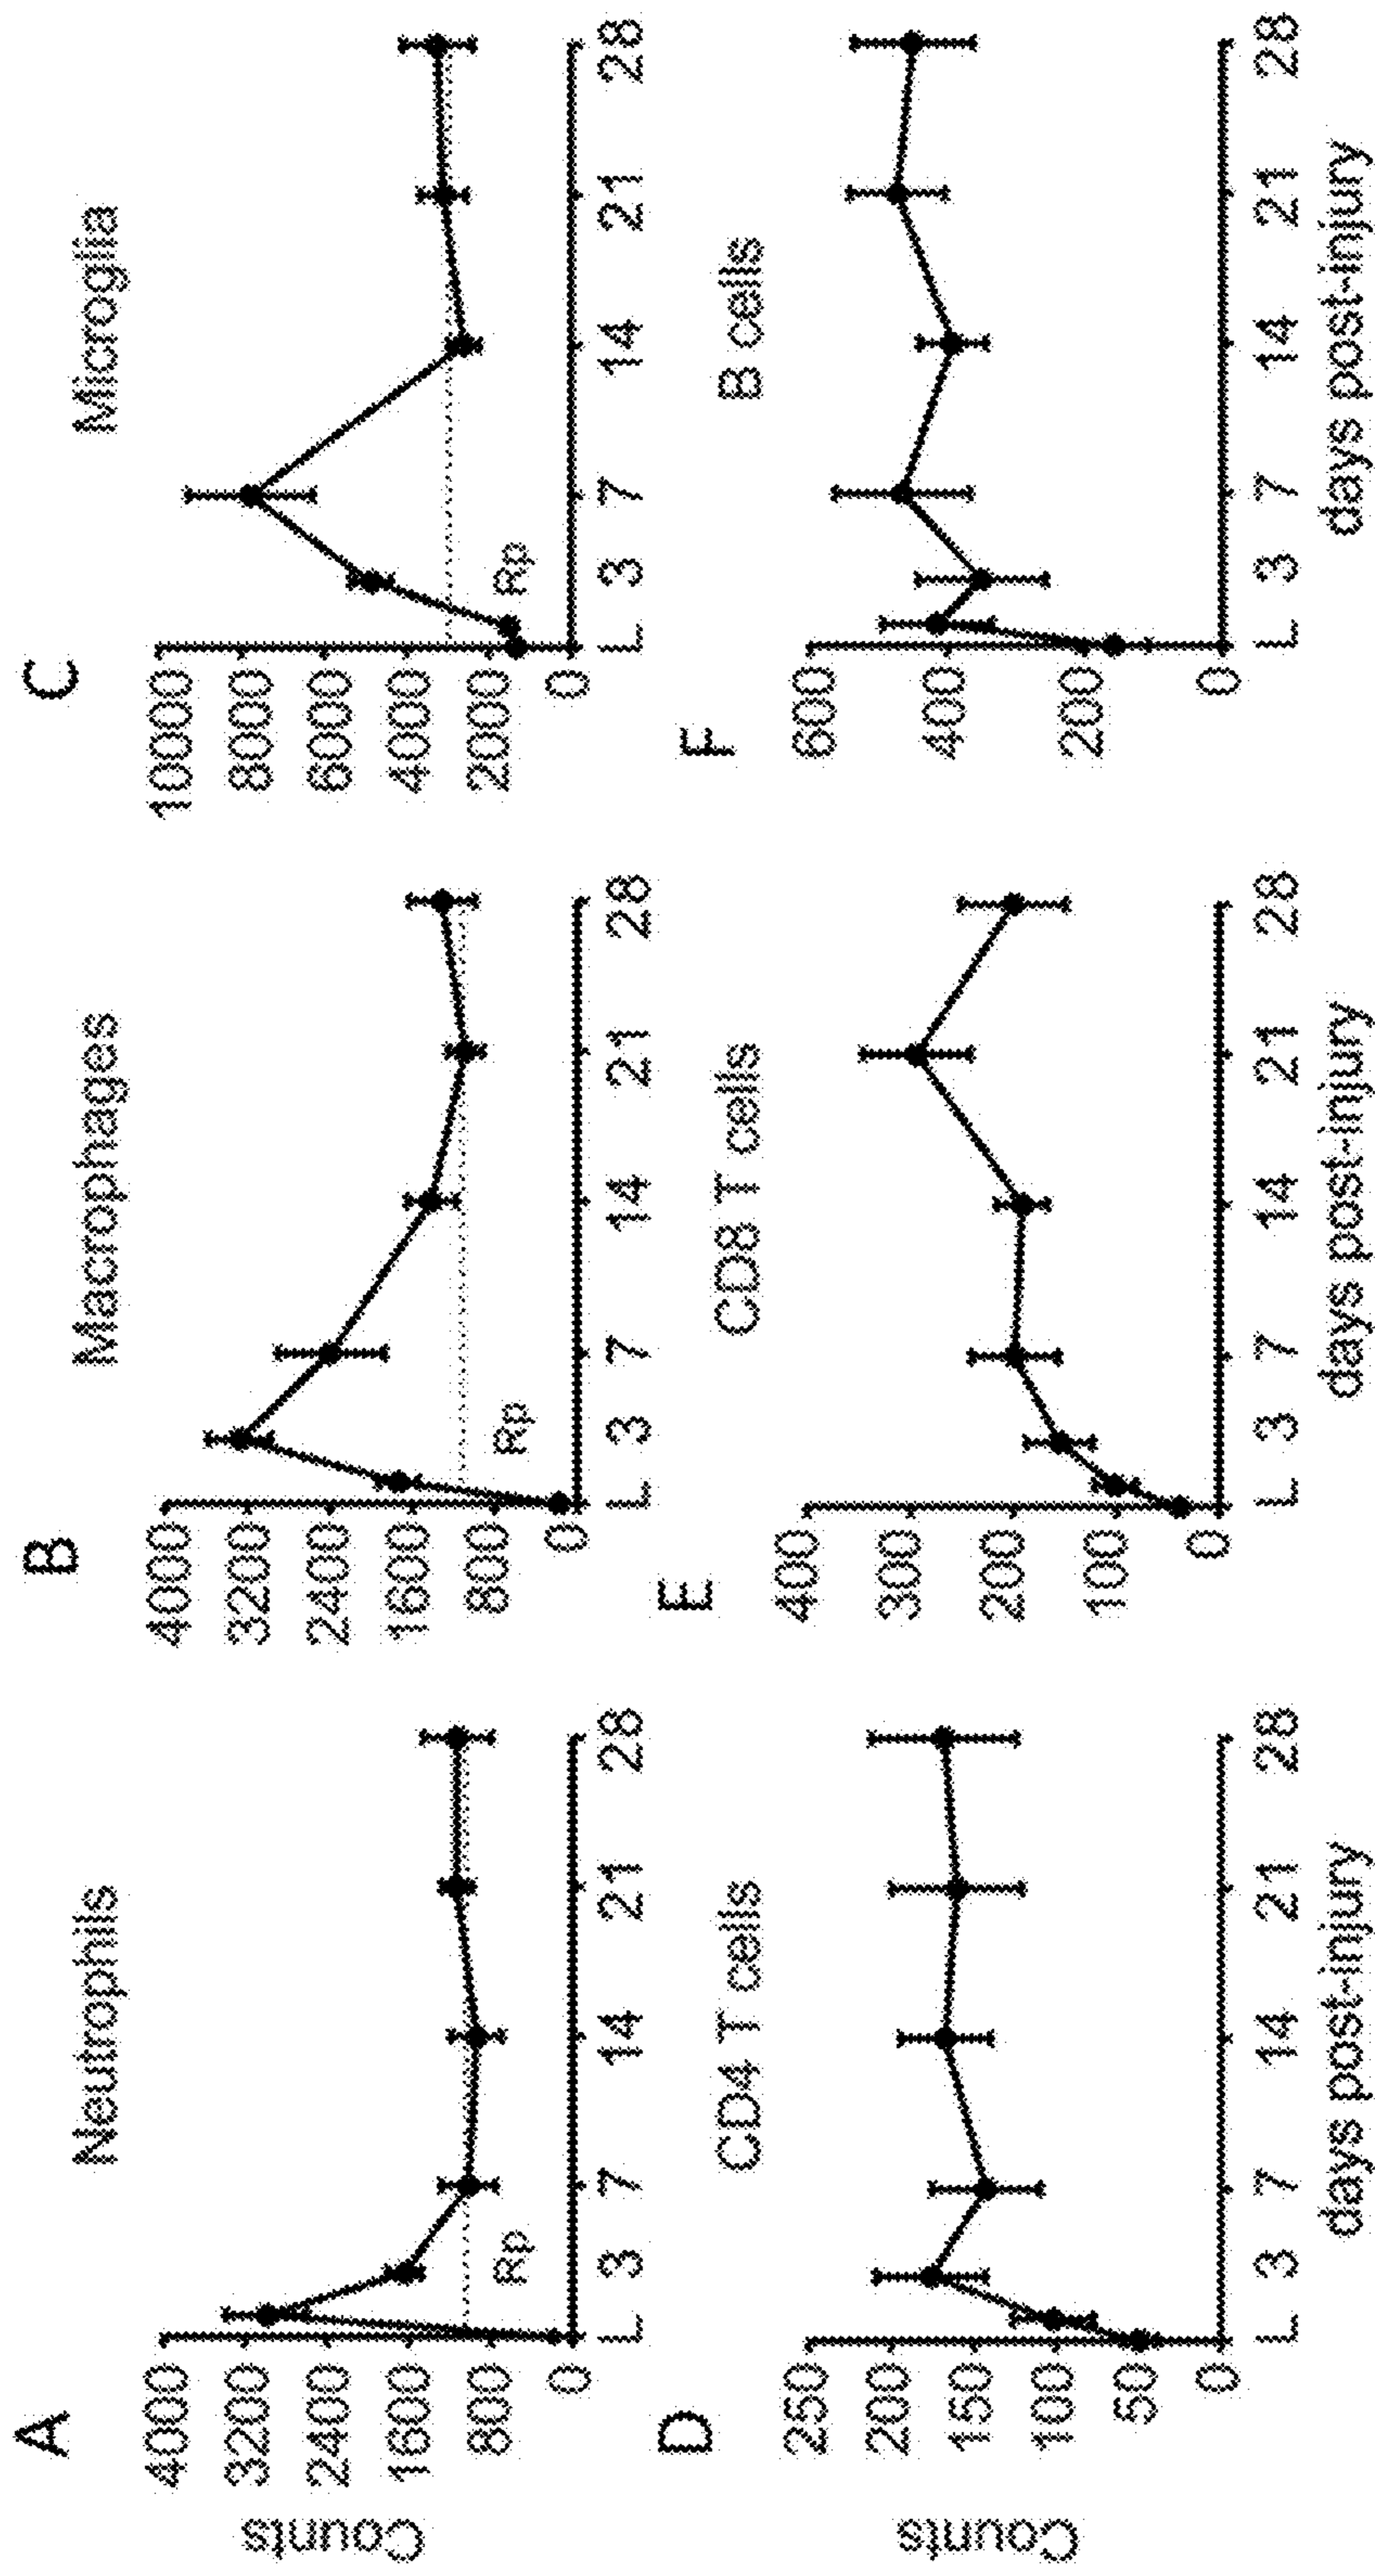 A
Neutrophils
Counts
4000
3200
2400
1600
800
0
Rp
L 3 7 14 21 28
B
Macrophages
4000
3200
2400
1600
800
0
Rp
L 3 7 14 21 28
C
Microglia
10000
8000
6000
4000
2000
0
Rp
L 3 7 14 21 28
D
CD4 T cells
Counts
250
200
150
100
50
0
L 3 7 14 21 28
days post-injury
E
CD8 T cells
400
300
200
100
0
L 3 7 14 21 28
days post-injury
F
B cells
600
400
200
0
L 3 7 14 21 28
days post-injury